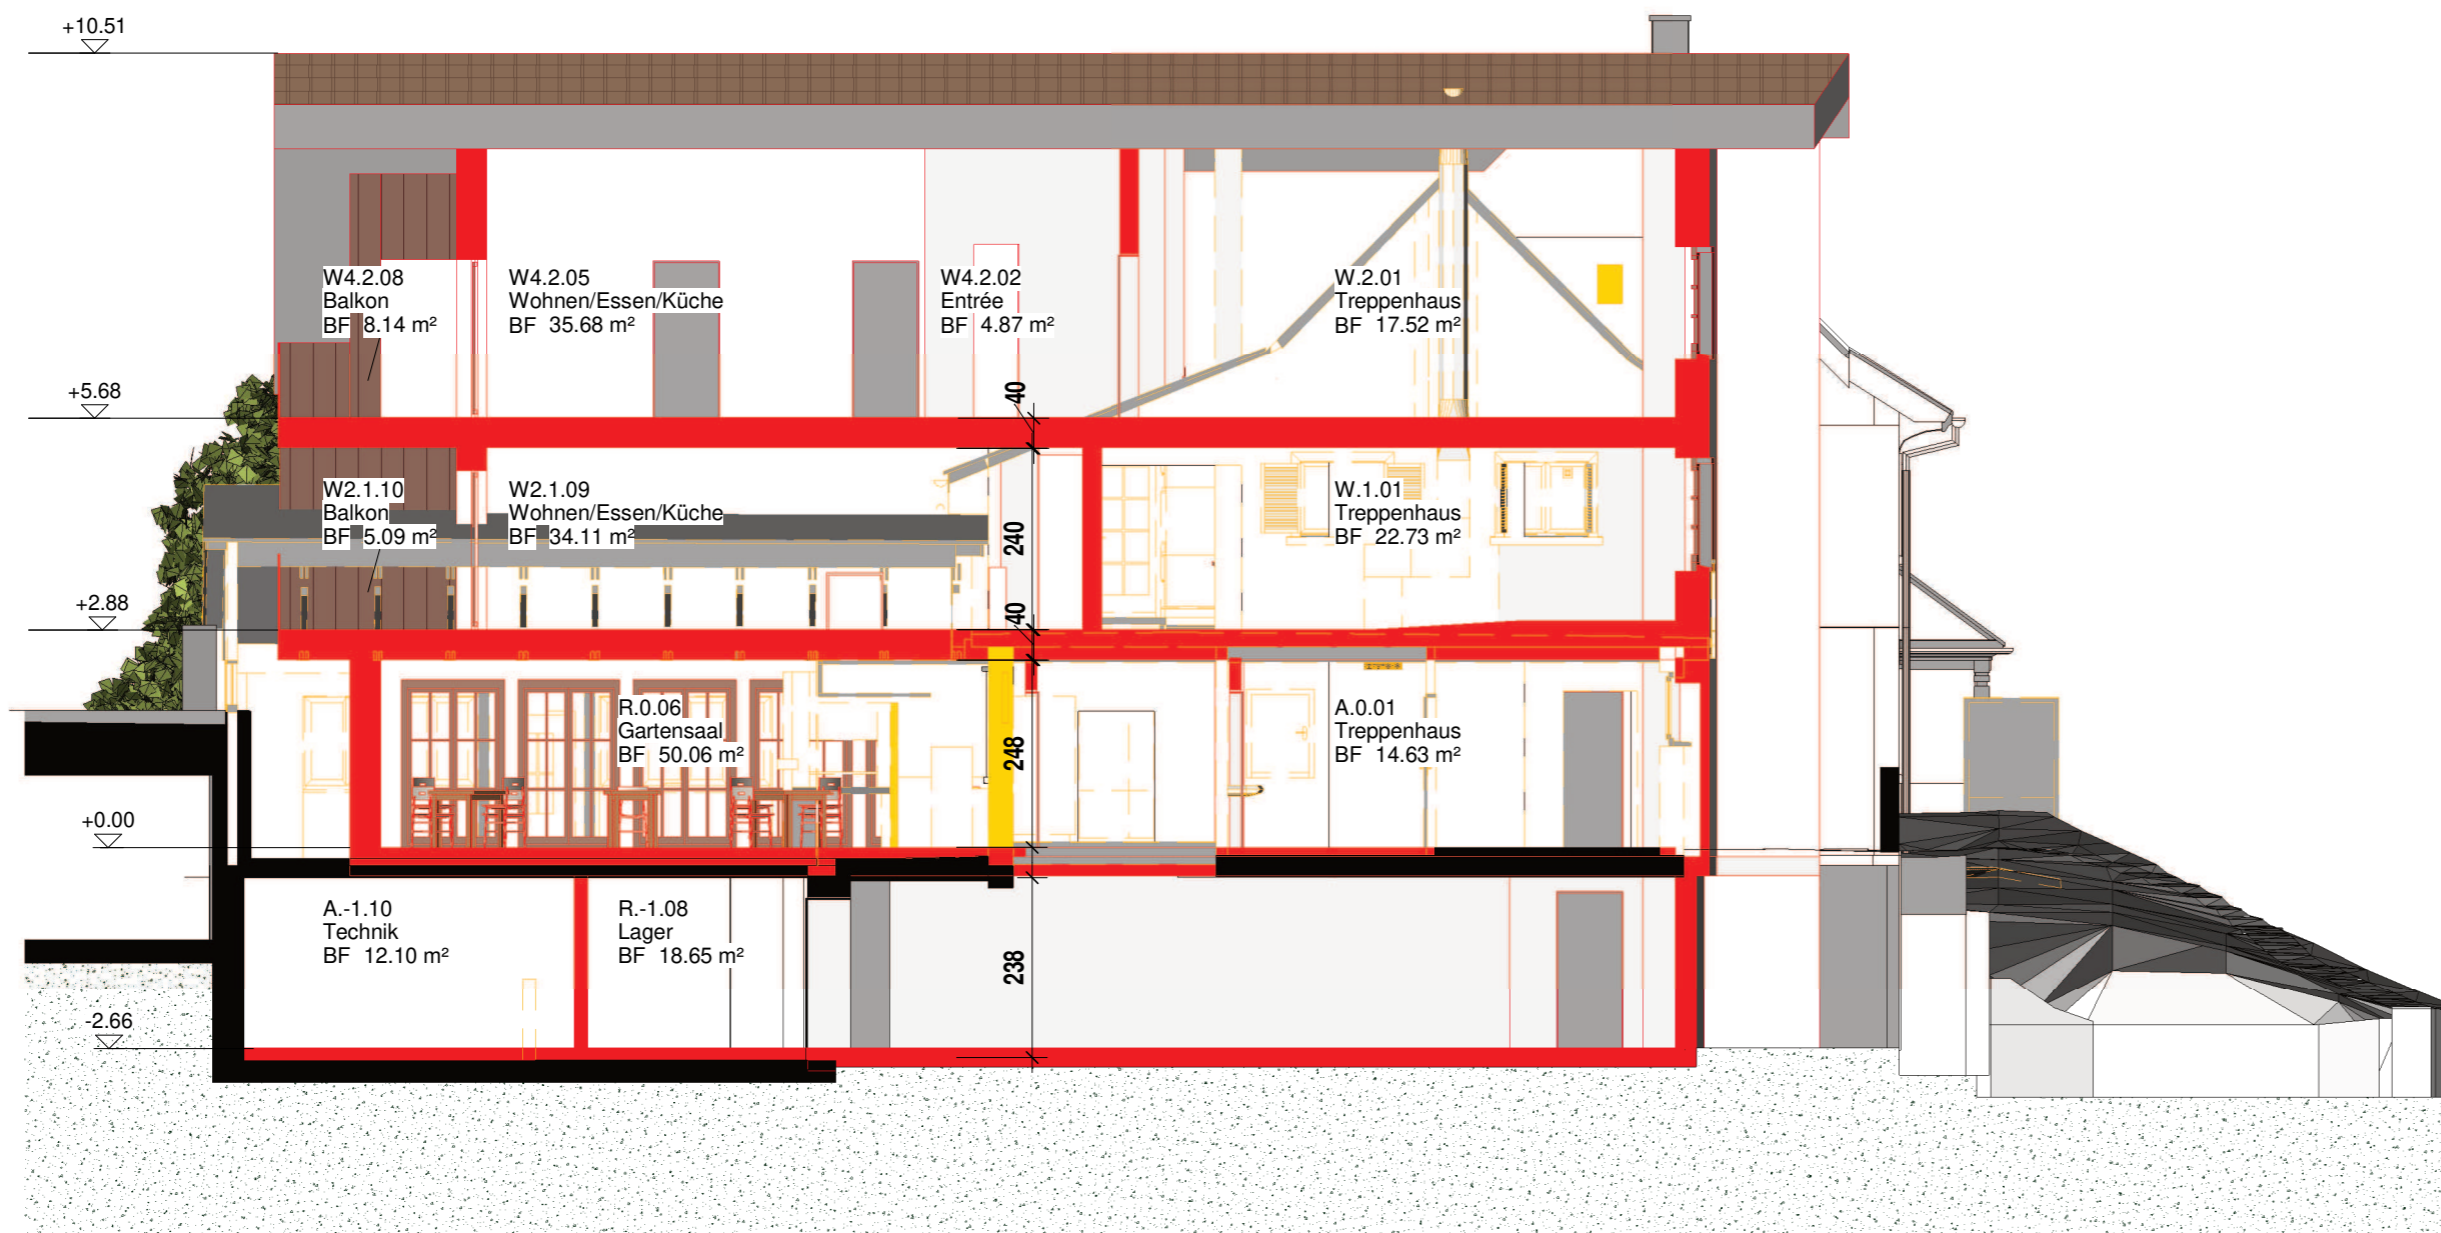 +10.51
W4.2.08
Balkon
BF 8.14 m²
W4.2.05
Wohnen/Essen/Küche
BF 35.68 m²
W4.2.02
Entrée
BF 4.87 m²
W.2.01
Treppenhaus
BF 17.52 m²
+5.68
40
W2.1.10
Balkon
BF 5.09 m²
W2.1.09
Wohnen/Essen/Küche
BF 34.11 m²
240
W.1.01
Treppenhaus
BF 22.73 m²
+2.88
40
R.0.06
Gartensaal
BF 50.06 m²
248
A.0.01
Treppenhaus
BF 14.63 m²
+0.00
A.-1.10
Technik
BF 12.10 m²
R.-1.08
Lager
BF 18.65 m²
238
-2.66